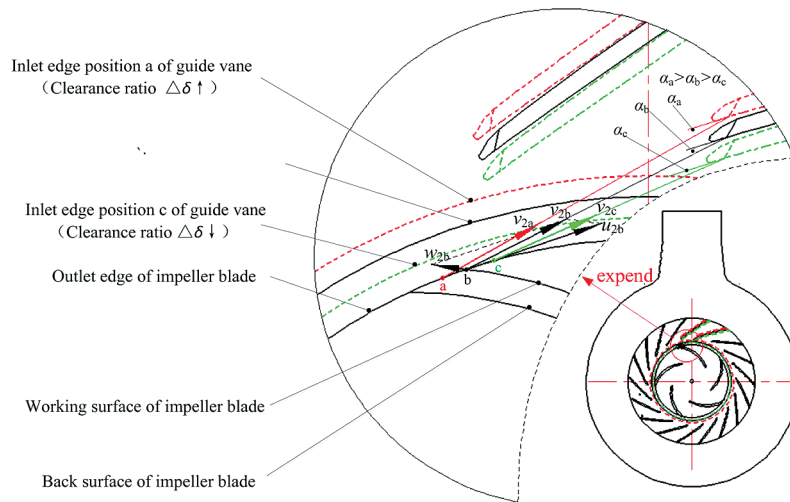 Inlet edge position a of guide vane
(Clearance ratio △δ↑)
Inlet edge position c of guide vane
(Clearance ratio △δ↓)
Outlet edge of impeller blade
Working surface of impeller blade
Back surface of impeller blade
αa>αb>αc
αa
αb
αc
v2a
v2b
v2c
u2b
w2b
a
b
c
expend